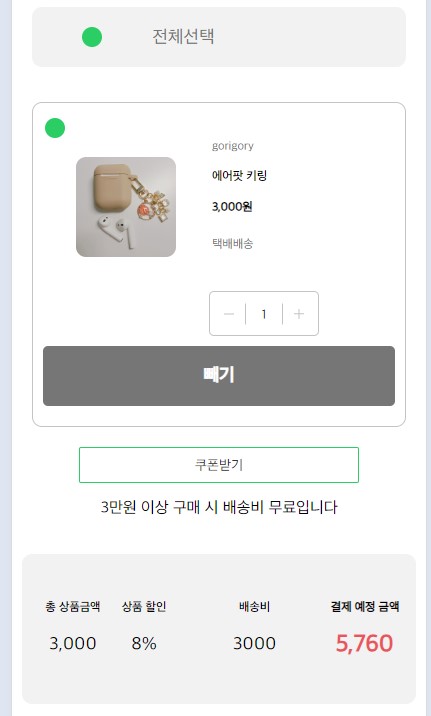 전체선택
gorigory
에어팟 키링
3,000원
택배배송
1
빼기
쿠폰받기
3만원 이상 구매 시 배송비 무료입니다
총 상품금액 상품 할인 배송비 결제 예정 금액
3,000 8% 3000 5,760